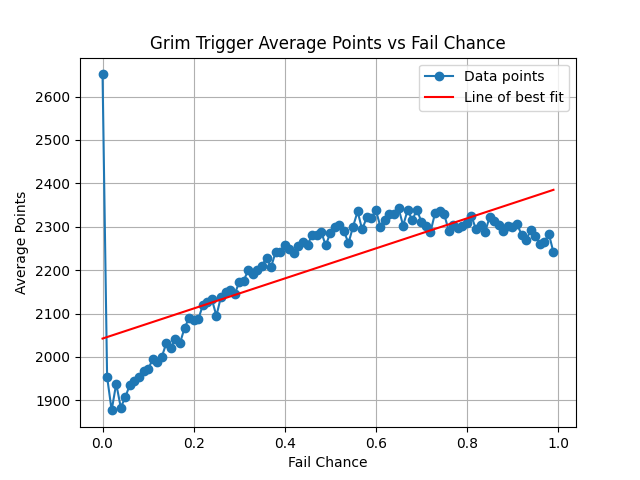 Grim Trigger Average Points vs Fail Chance
Data points
Line of best fit
Average Points
2600
2500
2400
2300
2200
2100
2000
1900
0.0 0.2 0.4 0.6 0.8 1.0
Fail Chance